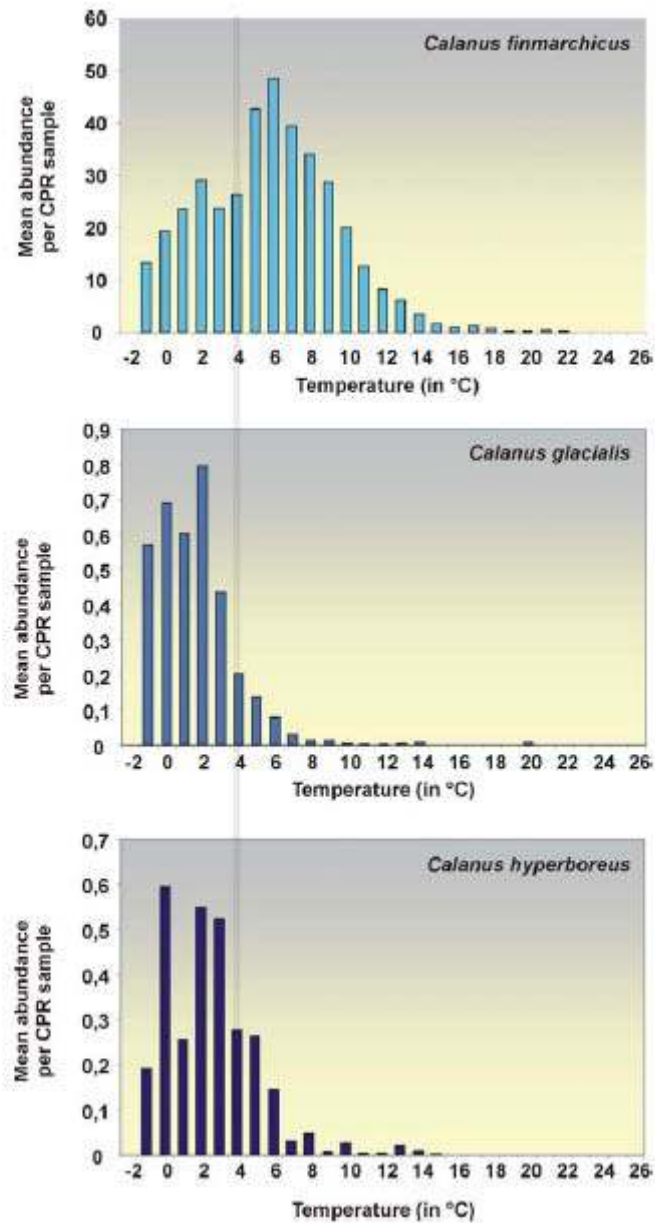 Calanus finmarchicus
Mean abundance
per CPR sample
60
50
40
30
20
10
0
-2 0 2 4 6 8 10 12 14 16 18 20 22 24 26
Temperature (in °C)
Calanus glacialis
Mean abundance
per CPR sample
0,9
0,8
0,7
0,6
0,5
0,4
0,3
0,2
0,1
0
-2 0 2 4 6 8 10 12 14 16 18 20 22 24 26
Temperature (in °C)
Calanus hyperboreus
Mean abundance
per CPR sample
0,7
0,6
0,5
0,4
0,3
0,2
0,1
0
-2 0 2 4 6 8 10 12 14 16 18 20 22 24 26
Temperature (in °C)